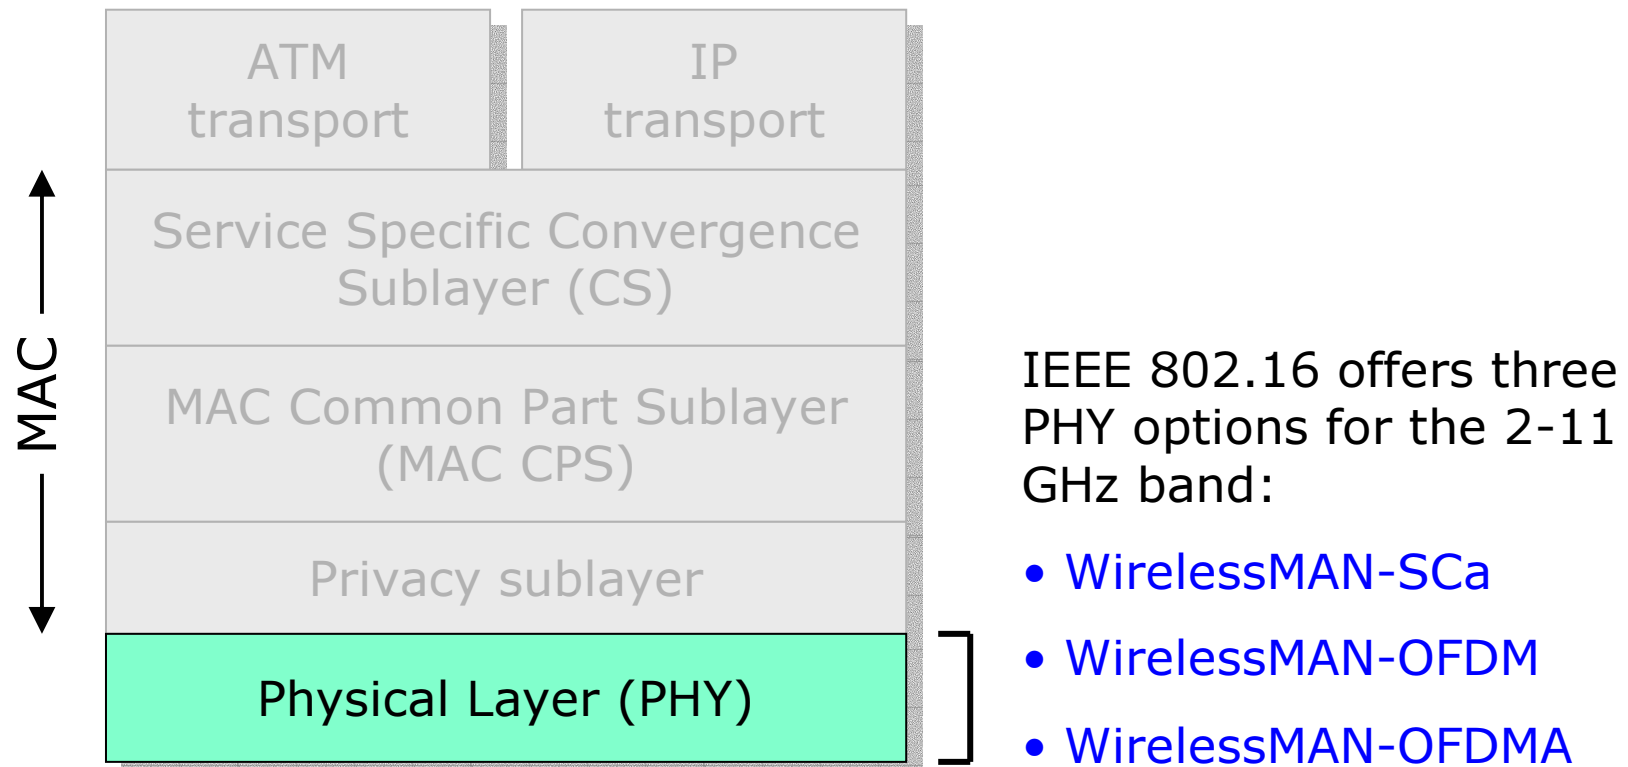 ATM
transport
IP
transport
MAC
Service Specific Convergence
Sublayer (CS)
MAC Common Part Sublayer
(MAC CPS)
Privacy sublayer
Physical Layer (PHY)
IEEE 802.16 offers three
PHY options for the 2-11
GHz band:
• WirelessMAN-SCa
• WirelessMAN-OFDM
• WirelessMAN-OFDMA